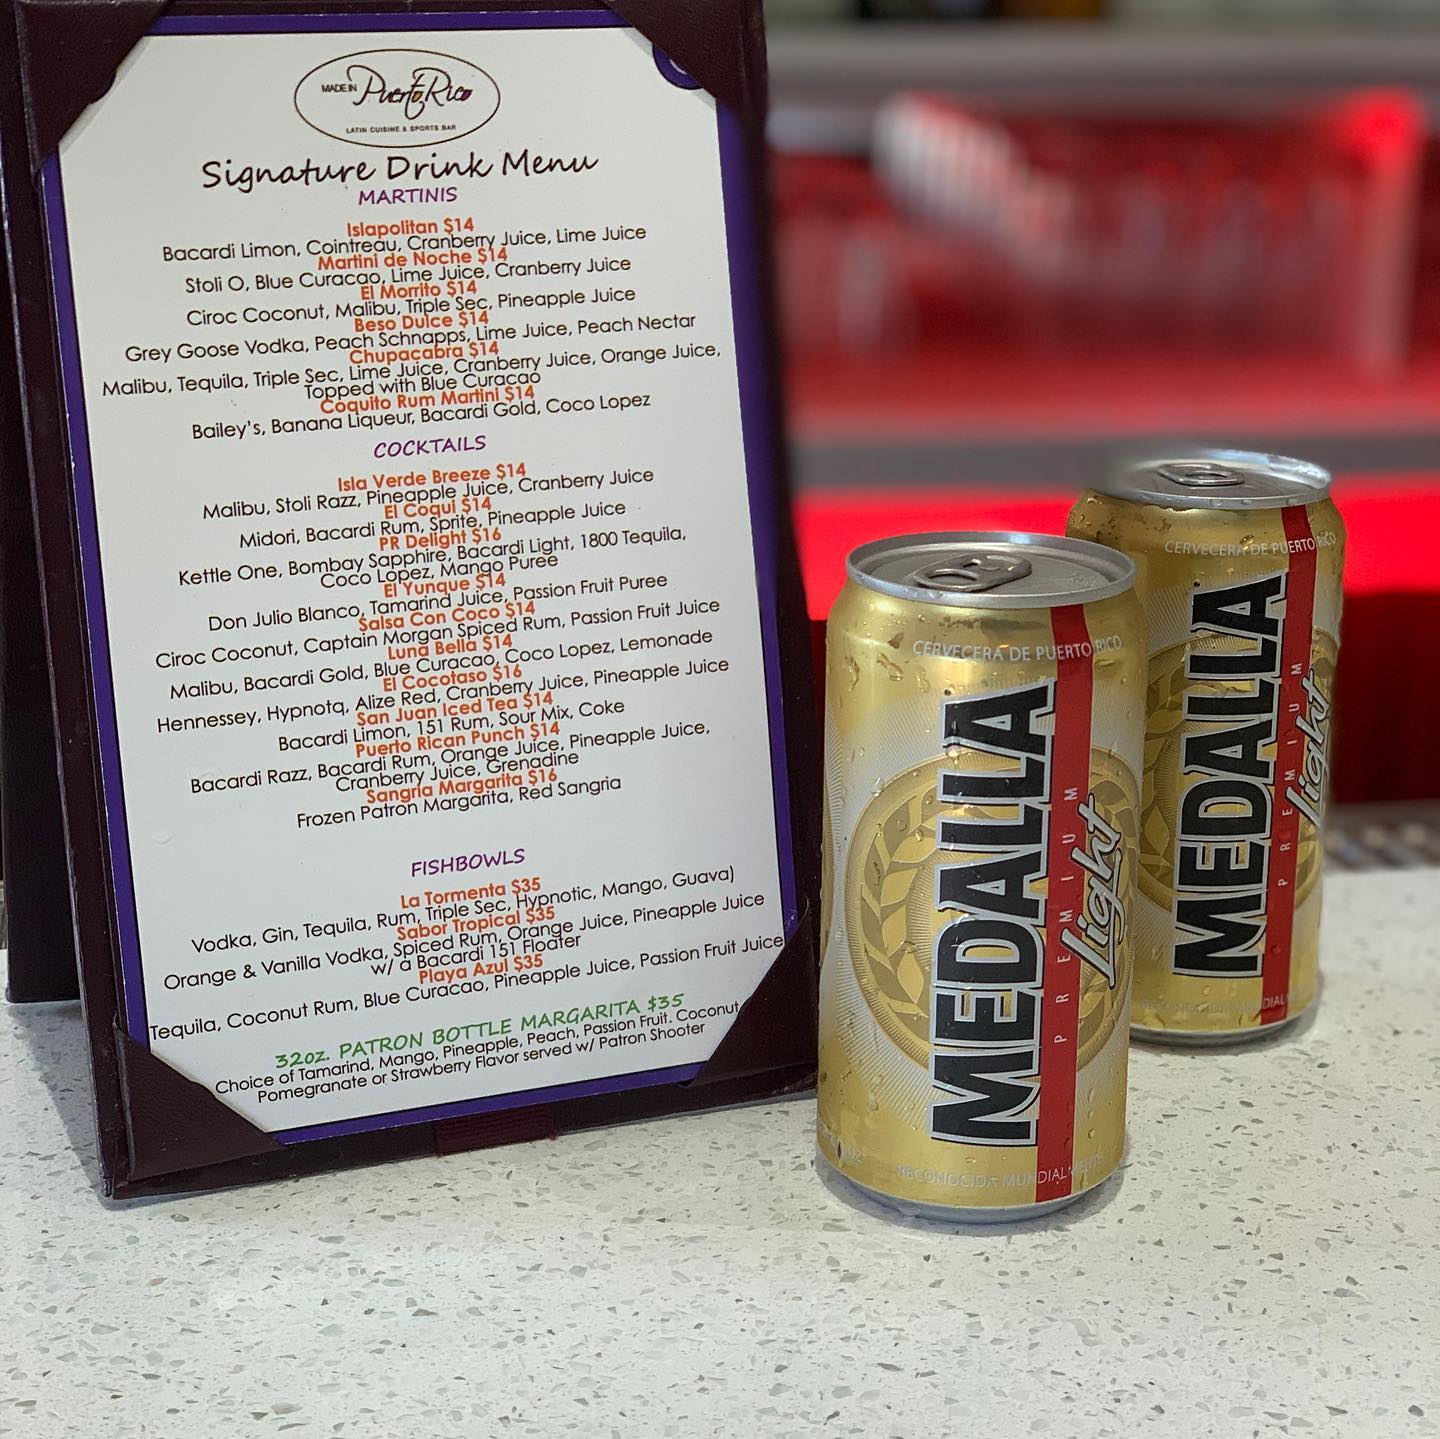 MADE IN Puerto Rico
LATIN CUISINE & SPORTS BAR
Signature Drink Menu
MARTINIS
Islapolitan $14
Bacardi Limon, Cointreau, Cranberry Juice, Lime Juice
Martini de Noche $14
Stoli O, Blue Curacao, Lime Juice, Cranberry Juice
El Morrito $14
Ciroc Coconut, Malibu, Triple Sec, Pineapple Juice
Beso Dulce $14
Grey Goose Vodka, Peach Schnapps, Lime Juice, Peach Nectar
Chupacabra $14
Malibu, Tequila, Triple Sec, Lime Juice, Cranberry Juice, Orange Juice,
Topped with Blue Curacao
Coquito Rum Martini $14
Bailey's, Banana Liqueur, Bacardi Gold, Coco Lopez
COCKTAILS
Isla Verde Breeze $14
Malibu, Stoli Razz, Pineapple Juice, Cranberry Juice
El Coqui $14
Midori, Bacardi Rum, Sprite, Pineapple Juice
PR Delight $16
Kettle One, Bombay Sapphire, Bacardi Light, 1800 Tequila,
Coco Lopez, Mango Puree
El Yunque $14
Don Julio Blanco, Tamarind Juice, Passion Fruit Puree
Salsa Con Coco $14
Ciroc Coconut, Captain Morgan Spiced Rum, Passion Fruit Juice
Luna Bella $14
Malibu, Bacardi Gold, Blue Curacao, Coco Lopez, Lemonade
El Cocotaso $16
Hennessey, Hypnotq, Alize Red, Cranberry Juice, Pineapple Juice
San Juan Iced Tea $14
Bacardi Limon, 151 Rum, Sour Mix, Coke
Puerto Rican Punch $14
Bacardi Razz, Bacardi Rum, Orange Juice, Pineapple Juice,
Cranberry Juice, Grenadine
Sangria Margarita $16
Frozen Patron Margarita, Red Sangria
FISHBOWLS
La Tormenta $35
Vodka, Gin, Tequila, Rum, Triple Sec, Hypnotic, Mango, Guava)
Sabor Tropical $35
Orange & Vanilla Vodka, Spiced Rum, Orange Juice, Pineapple Juice
w/ a Bacardi 151 Floater
Playa Azul $35
Tequila, Coconut Rum, Blue Curacao, Pineapple Juice, Passion Fruit Juice
32oz. PATRON BOTTLE MARGARITA $35
Choice of Tamarind, Mango, Pineapple, Peach, Passion Fruit. Coconut
Pomegranate or Strawberry Flavor served w/ Patron Shooter
CERVECERA DE PUERTO RICO
MEDALLA
PREMIUM
Light
OZ
RECONOCIDA MUNDIALMENTE
CERVECERA DE PUERTO RICO
MEDALLA
PREMIUM
Light